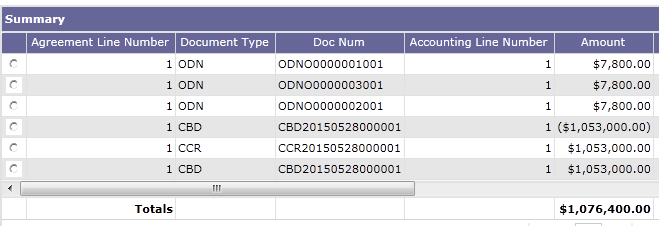 Summary
Agreement Line Number Document Type Doc Num Accounting Line Number Amount
1 ODN ODNO0000001001 1 $7,800.00
1 ODN ODNO0000003001 1 $7,800.00
1 ODN ODNO0000002001 1 $7,800.00
1 CBD CBD20150528000001 1 ($1,053,000.00)
1 CCR CCR20150528000001 1 $1,053,000.00
1 CBD CBD20150528000001 1 $1,053,000.00
Totals $1,076,400.00